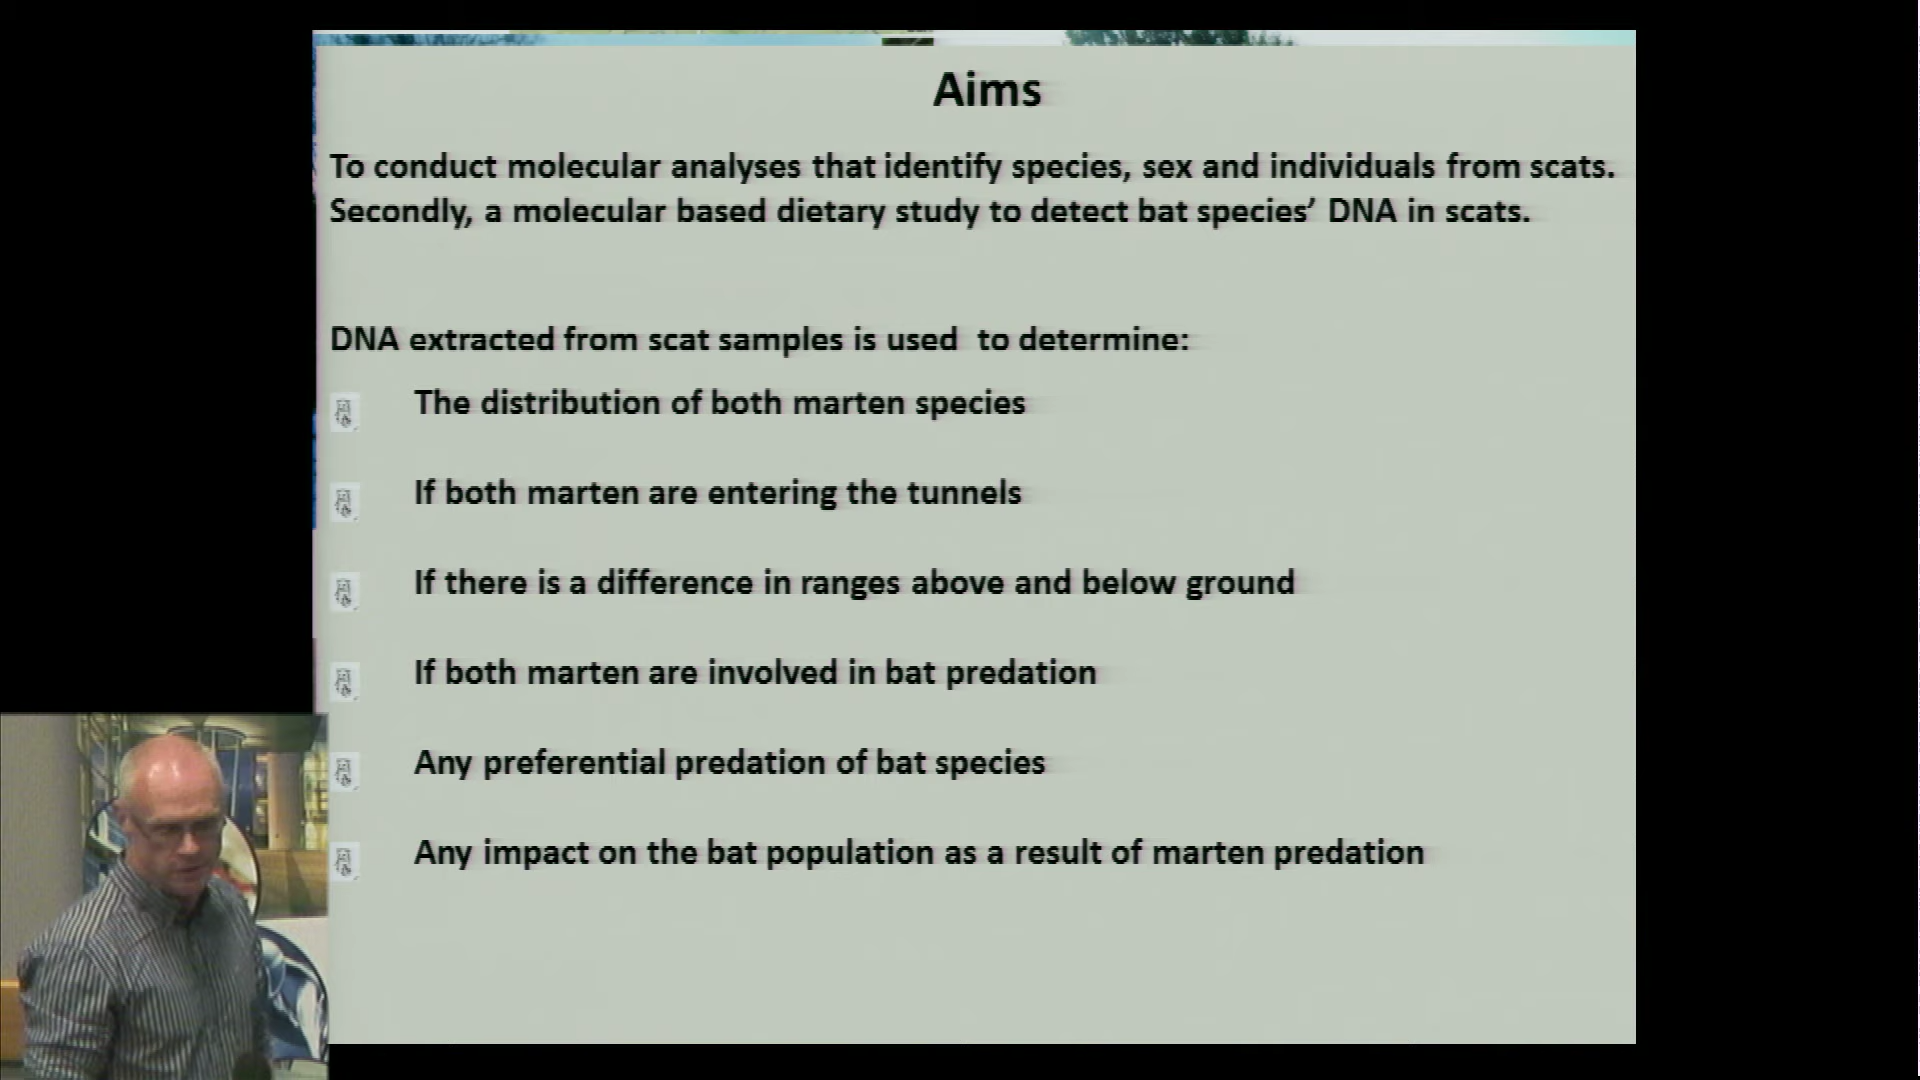 Aims
To conduct molecular analyses that identify species, sex and individuals from scats.
Secondly, a molecular based dietary study to detect bat species’ DNA in scats.
DNA extracted from scat samples is used to determine:
The distribution of both marten species
If both marten are entering the tunnels
If there is a difference in ranges above and below ground
If both marten are involved in bat predation
Any preferential predation of bat species
Any impact on the bat population as a result of marten predation